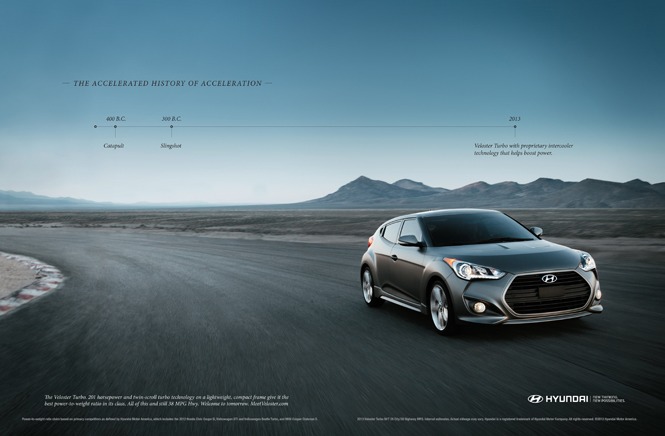 THE ACCELERATED HISTORY OF ACCELERATION
400 B.C.
300 B.C.
2013
Catapult
Slingshot
Veloster Turbo with proprietary intercooler
technology that helps boost power.
The Veloster Turbo. 201 horsepower and twin-scroll turbo technology on a lightweight, compact frame give it the
best power-to-weight ratio in its class. All of this and still 38 MPG Hwy. Welcome to tomorrow. MeetVeloster.com
HYUNDAI
NEW THINKING.
NEW POSSIBILITIES.